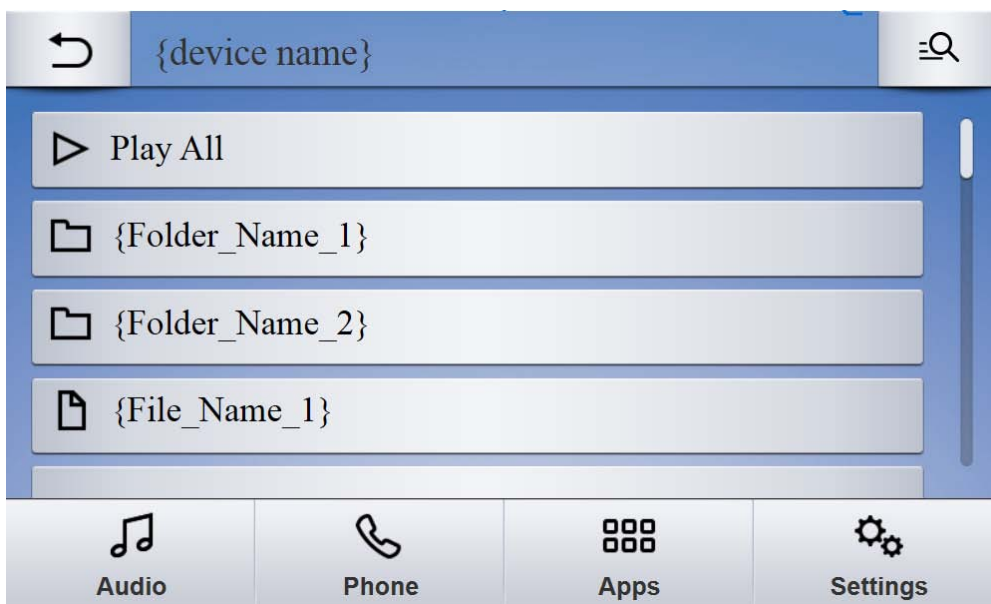 {device name}
Play All
{Folder_Name_1}
{Folder_Name_2}
{File_Name_1}
Audio Phone Apps Settings